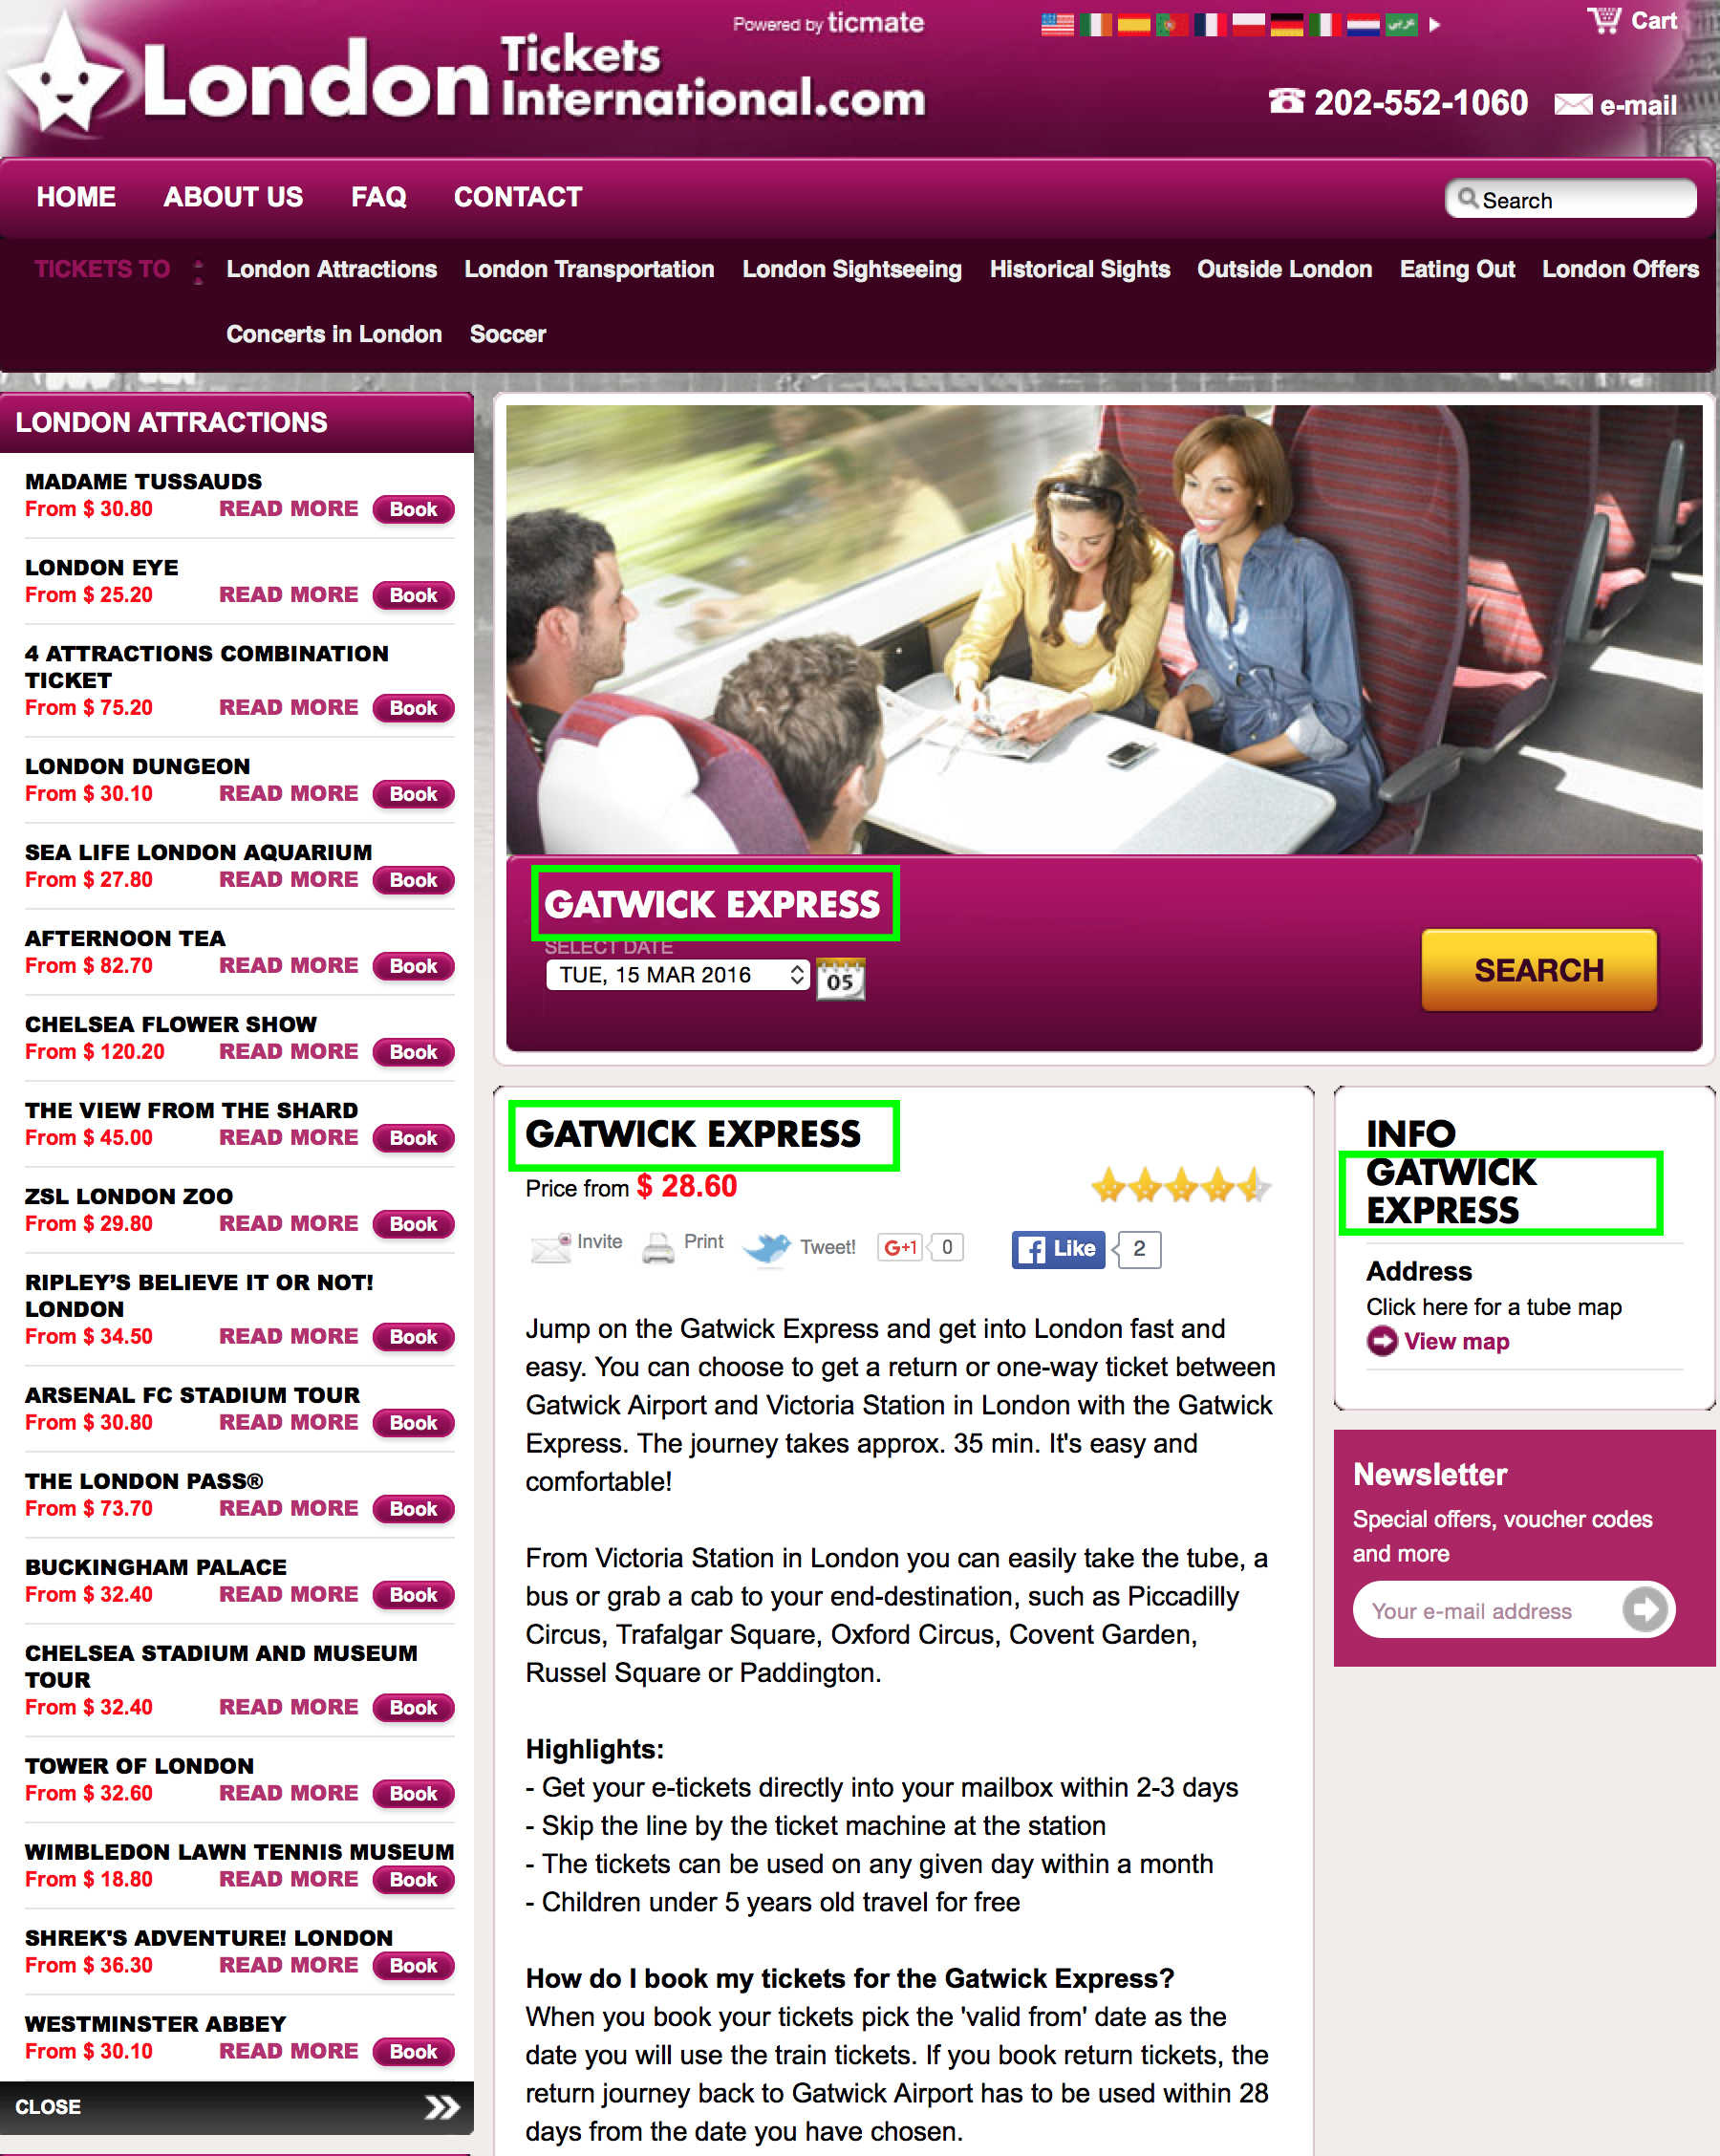 Powered by ticmate
London Tickets International.com
عربي
Cart
202-552-1060
e-mail
HOME ABOUT US FAQ CONTACT
Search
TICKETS TO : London Attractions London Transportation London Sightseeing Historical Sights Outside London Eating Out London Offers
Concerts in London Soccer
LONDON ATTRACTIONS
MADAME TUSSAUDS
From $ 30.80 READ MORE Book
LONDON EYE
From $ 25.20 READ MORE Book
4 ATTRACTIONS COMBINATION
TICKET
From $ 75.20 READ MORE Book
LONDON DUNGEON
From $ 30.10 READ MORE Book
SEA LIFE LONDON AQUARIUM
From $ 27.80 READ MORE Book
AFTERNOON TEA
From $ 82.70 READ MORE Book
CHELSEA FLOWER SHOW
From $ 120.20 READ MORE Book
THE VIEW FROM THE SHARD
From $ 45.00 READ MORE Book
ZSL LONDON ZOO
From $ 29.80 READ MORE Book
RIPLEY’S BELIEVE IT OR NOT!
LONDON
From $ 34.50 READ MORE Book
ARSENAL FC STADIUM TOUR
From $ 30.80 READ MORE Book
THE LONDON PASS®
From $ 73.70 READ MORE Book
BUCKINGHAM PALACE
From $ 32.40 READ MORE Book
CHELSEA STADIUM AND MUSEUM
TOUR
From $ 32.40 READ MORE Book
TOWER OF LONDON
From $ 32.60 READ MORE Book
WIMBLEDON LAWN TENNIS MUSEUM
From $ 18.80 READ MORE Book
SHREK'S ADVENTURE! LONDON
From $ 36.30 READ MORE Book
WESTMINSTER ABBEY
From $ 30.10 READ MORE Book
CLOSE
GATWICK EXPRESS
SELECT DATE
TUE, 15 MAR 2016
05
SEARCH
GATWICK EXPRESS
Price from $ 28.60
Invite Print Tweet! G+1 0 Like 2
Jump on the Gatwick Express and get into London fast and
easy. You can choose to get a return or one-way ticket between
Gatwick Airport and Victoria Station in London with the Gatwick
Express. The journey takes approx. 35 min. It's easy and
comfortable!
From Victoria Station in London you can easily take the tube, a
bus or grab a cab to your end-destination, such as Piccadilly
Circus, Trafalgar Square, Oxford Circus, Covent Garden,
Russel Square or Paddington.
Highlights:
- Get your e-tickets directly into your mailbox within 2-3 days
- Skip the line by the ticket machine at the station
- The tickets can be used on any given day within a month
- Children under 5 years old travel for free
How do I book my tickets for the Gatwick Express?
When you book your tickets pick the 'valid from' date as the
date you will use the train tickets. If you book return tickets, the
return journey back to Gatwick Airport has to be used within 28
days from the date you have chosen.
INFO
GATWICK
EXPRESS
Address
Click here for a tube map
View map
Newsletter
Special offers, voucher codes
and more
Your e-mail address